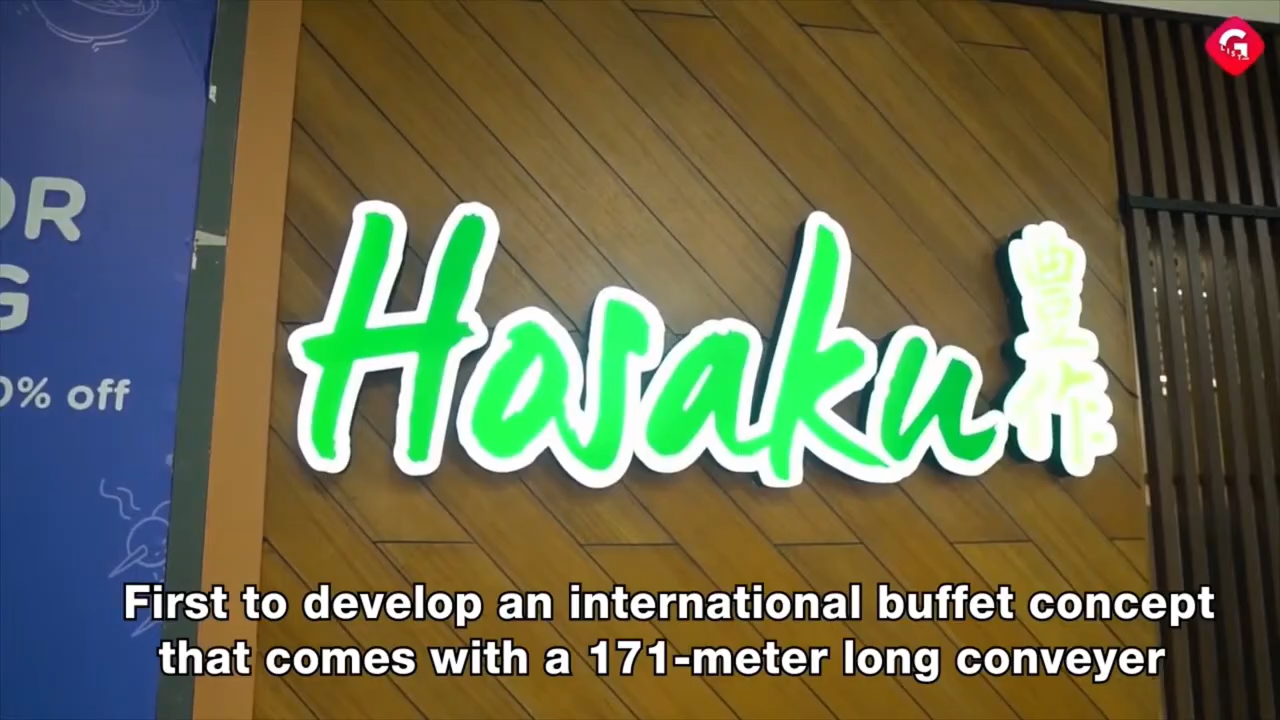 OR
G
0% off
Hosaku
豊作
G
LIST
First to develop an international buffet concept
that comes with a 171-meter long conveyer